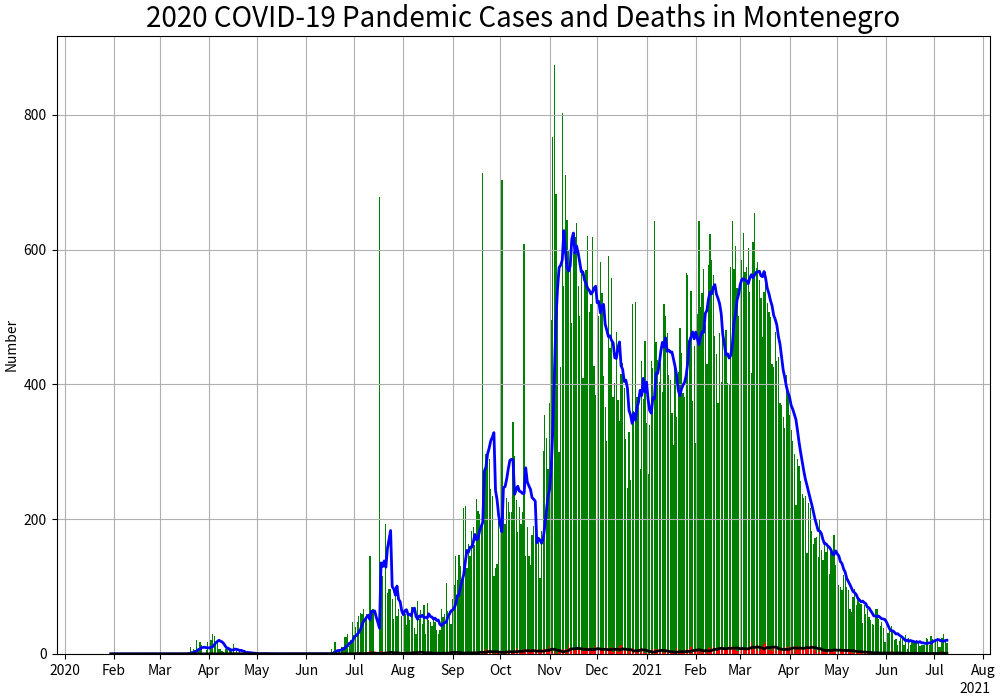 2020 COVID-19 Pandemic Cases and Deaths in Montenegro
Number
800
600
400
200
0
2020 Feb Mar Apr May Jun Jul Aug Sep Oct Nov Dec 2021 Feb Mar Apr May Jun Jul Aug
2021